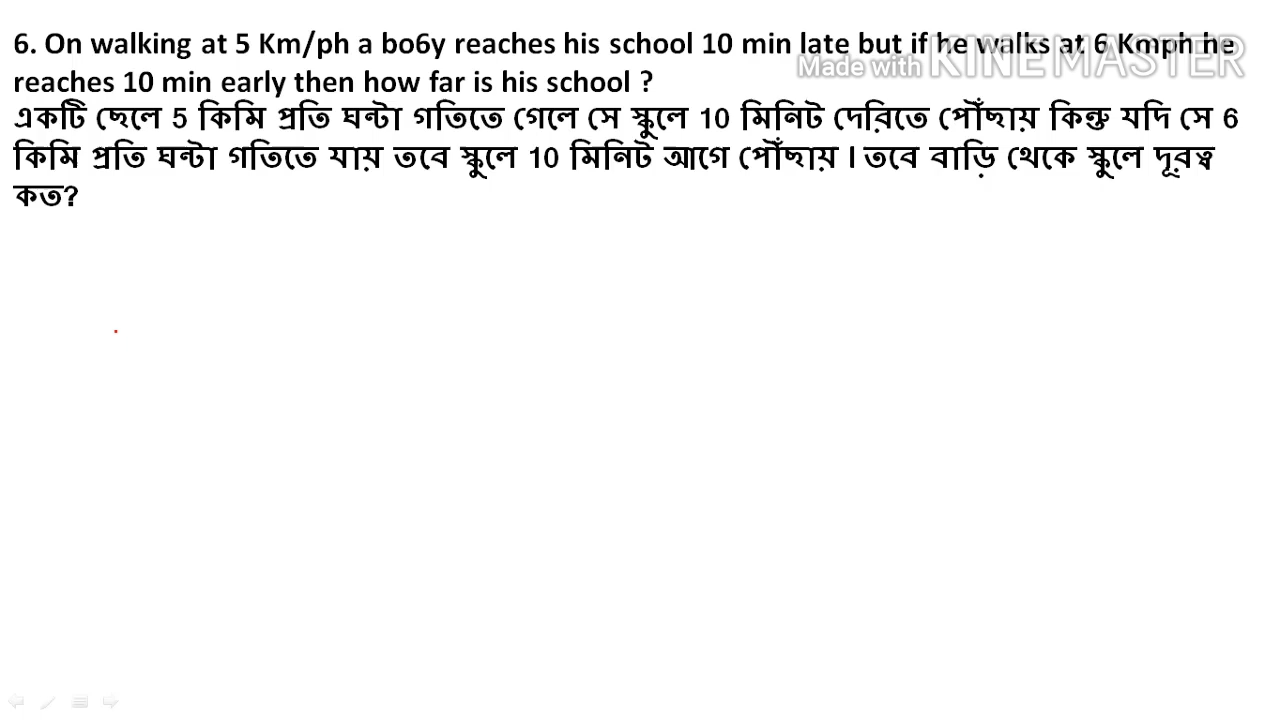 6. On walking at 5 Km/ph a bo6y reaches his school 10 min late but if he walks at 6 Kmph he
reaches 10 min early then how far is his school ?
Made with KINEMASTER
একটি ছেলে 5 কিমি প্রতি ঘন্টা গতিতে গেলে সে স্কুলে 10 মিনিট দেরিতে পৌঁছায় কিন্তু যদি সে 6
কিমি প্রতি ঘন্টা গতিতে যায় তবে স্কুলে 10 মিনিট আগে পৌঁছায় । তবে বাড়ি থেকে স্কুলে দূরত্ব
কত?